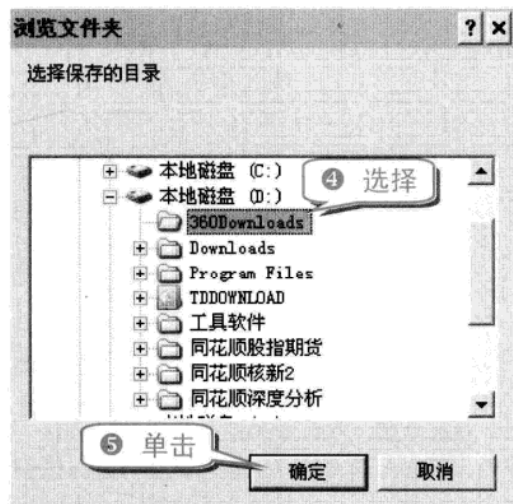 浏览文件夹
选择保存的目录
本地磁盘 (C:)
❹ 选择
本地磁盘 (D:)
360Downloads
Downloads
Program Files
TDDOWNLOAD
工具软件
同花顺股指期货
同花顺核新2
同花顺深度分析
❺ 单击
确定
取消